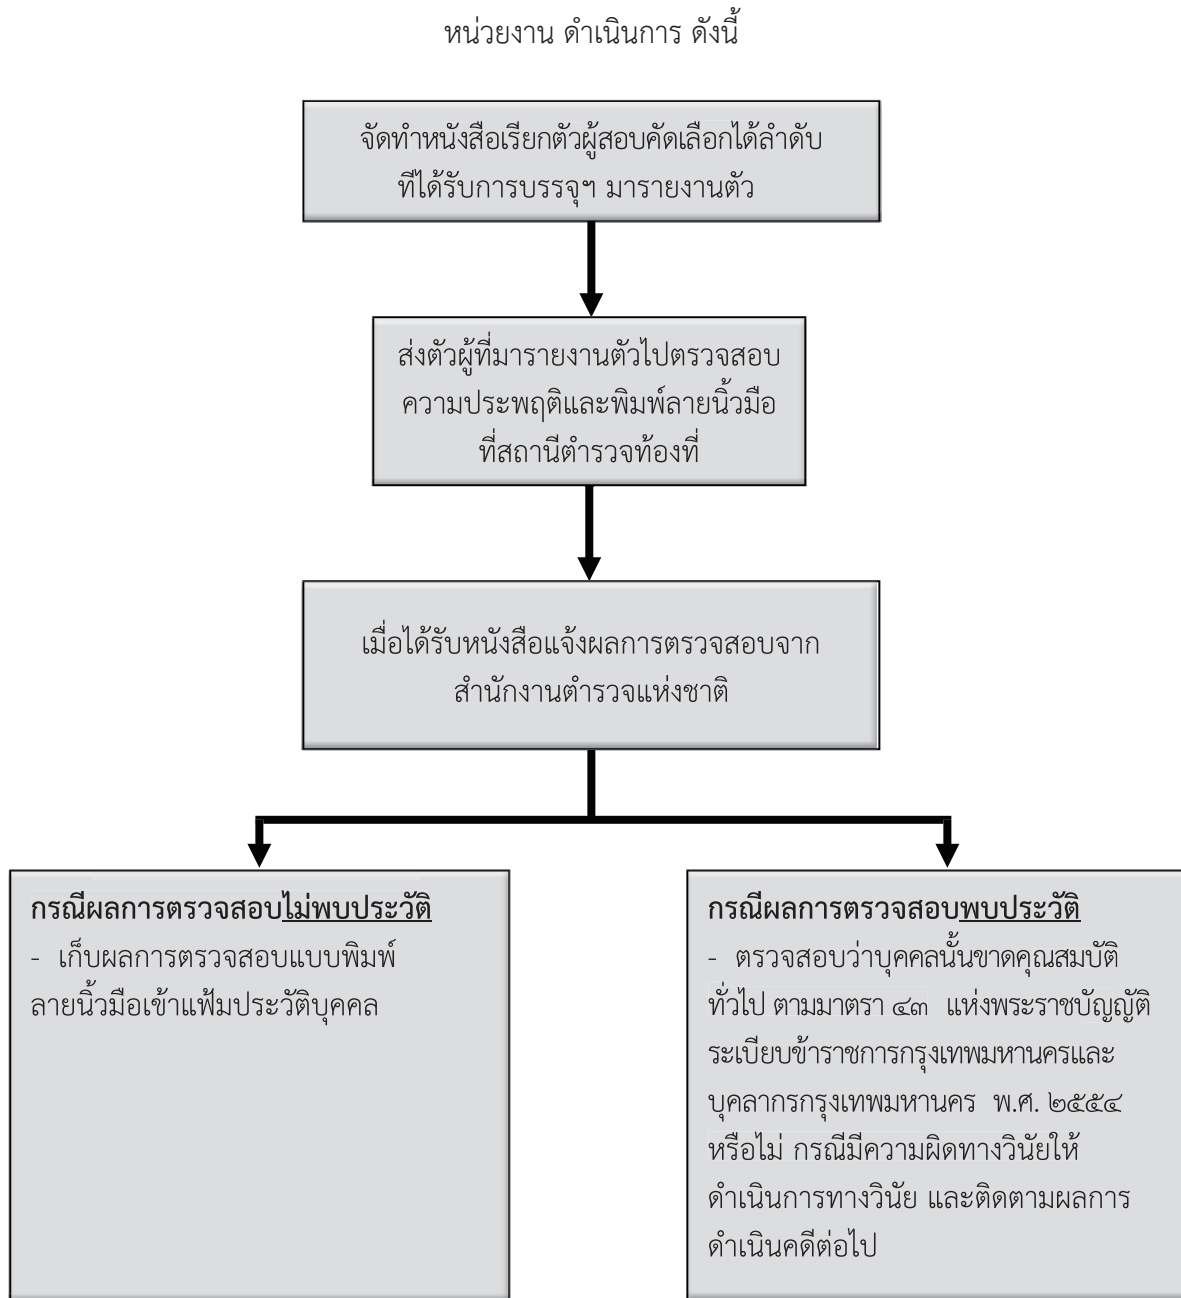 หน่วยงาน ดำเนินการ ดังนี้
จัดทำหนังสือเรียกตัวผู้สอบคัดเลือกได้ลำดับ
ที่ได้รับการบรรจุฯ มารายงานตัว
ส่งตัวผู้ที่มารายงานตัวไปตรวจสอบ
ความประพฤติและพิมพ์ลายนิ้วมือ
ที่สถานีตำรวจท้องที่
เมื่อได้รับหนังสือแจ้งผลการตรวจสอบจาก
สำนักงานตำรวจแห่งชาติ
กรณีผลการตรวจสอบไม่พบประวัติ
- เก็บผลการตรวจสอบแบบพิมพ์
ลายนิ้วมือเข้าแฟ้มประวัติบุคคล
กรณีผลการตรวจสอบพบประวัติ
- ตรวจสอบว่าบุคคลนั้นขาดคุณสมบัติ
ทั่วไป ตามมาตรา ๔๓ แห่งพระราชบัญญัติ
ระเบียบข้าราชการกรุงเทพมหานครและ
บุคลากรกรุงเทพมหานคร พ.ศ. ๒๕๕๔
หรือไม่ กรณีมีความผิดทางวินัยให้
ดำเนินการทางวินัย และติดตามผลการ
ดำเนินคดีต่อไป